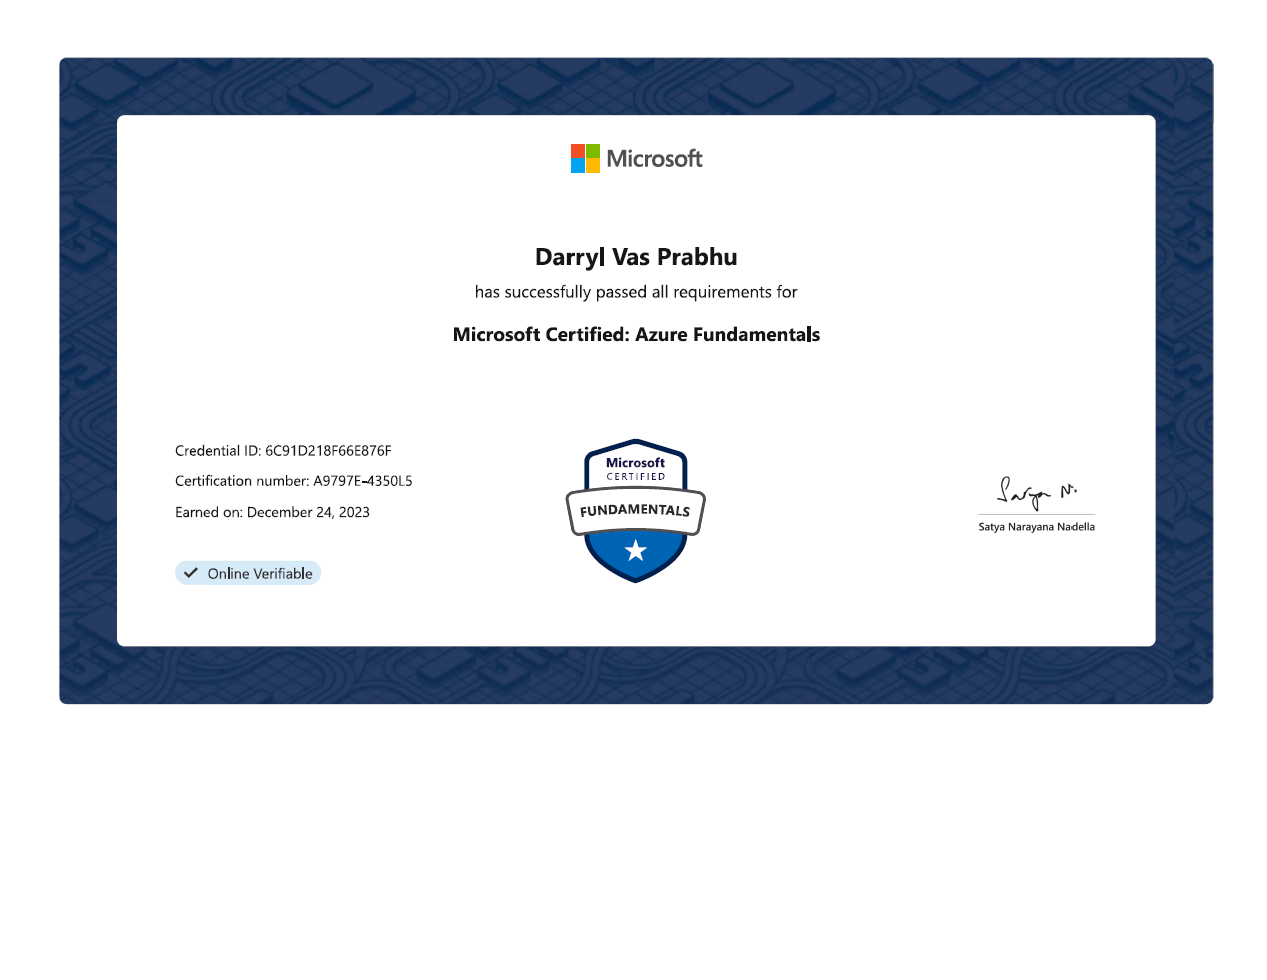 Microsoft
Darryl Vas Prabhu
has successfully passed all requirements for
Microsoft Certified: Azure Fundamentals
Credential ID: 6C91D218F66E876F
Certification number: A9797E-4350L5
Earned on: December 24, 2023
Online Verifiable
Microsoft
CERTIFIED
FUNDAMENTALS
Satya N.
Satya Narayana Nadella